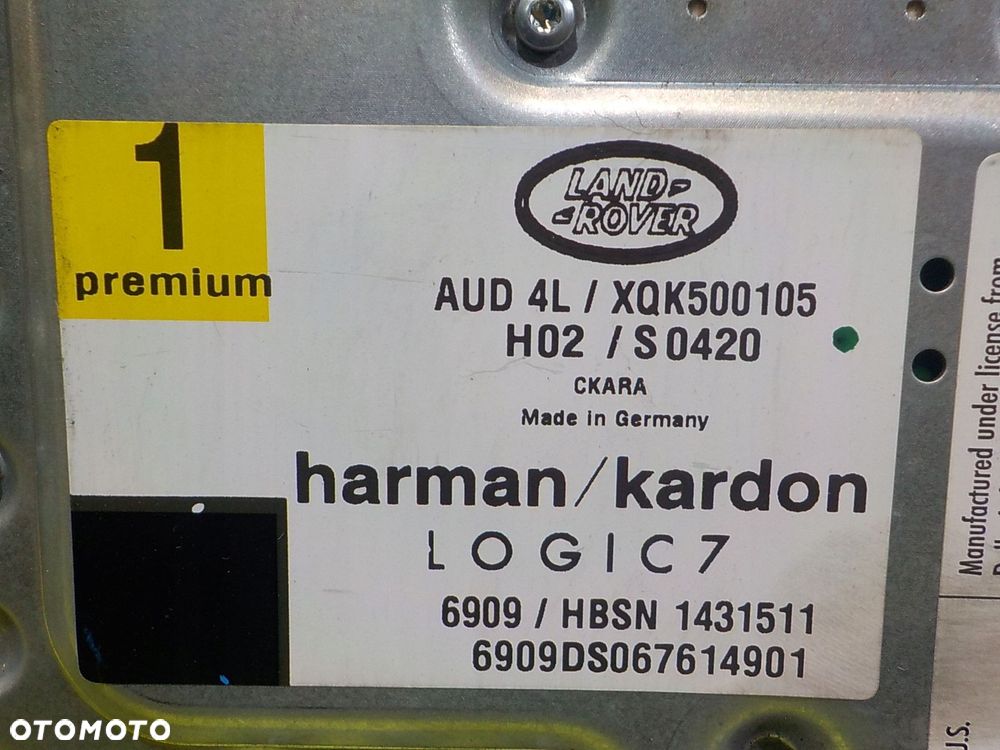 1
premium
LAND-
-ROVER
AUD 4L / XQK500105
H02 / S0420
CKARA
Made in Germany
harman/kardon
LOGIC7
6909 / HBSN 1431511
6909DS067614901
Manufactured under license from
U.S.
OTOMOTO